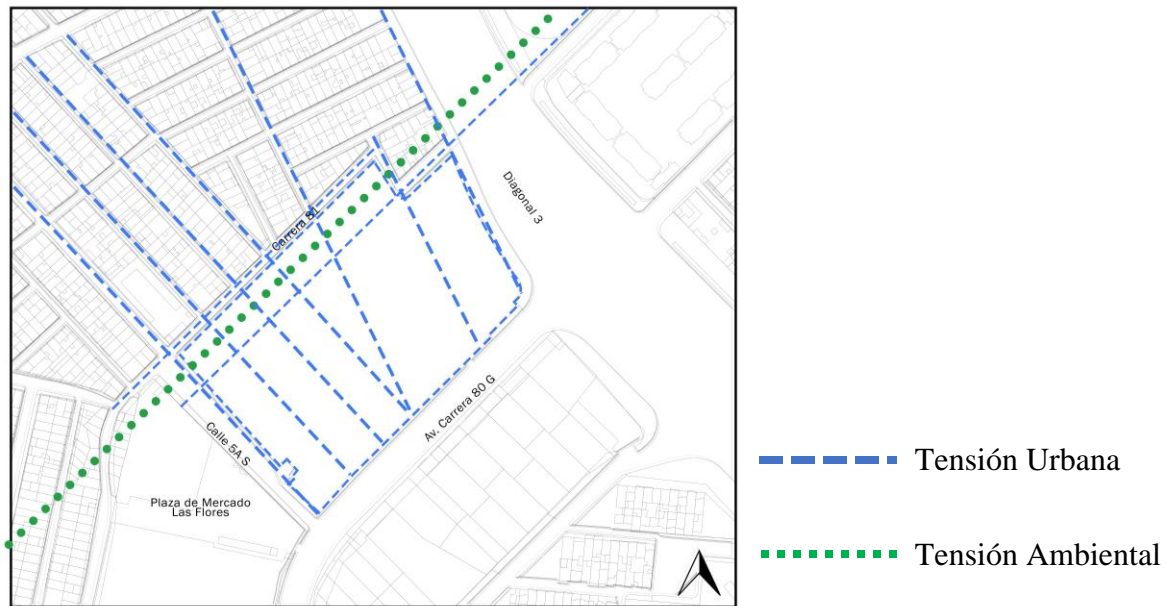 Diagonal 3
Carrera 81
Av. Carrera 80 G
Calle 5A S
Plaza de Mercado
Las Flores
Tensión Urbana
Tensión Ambiental